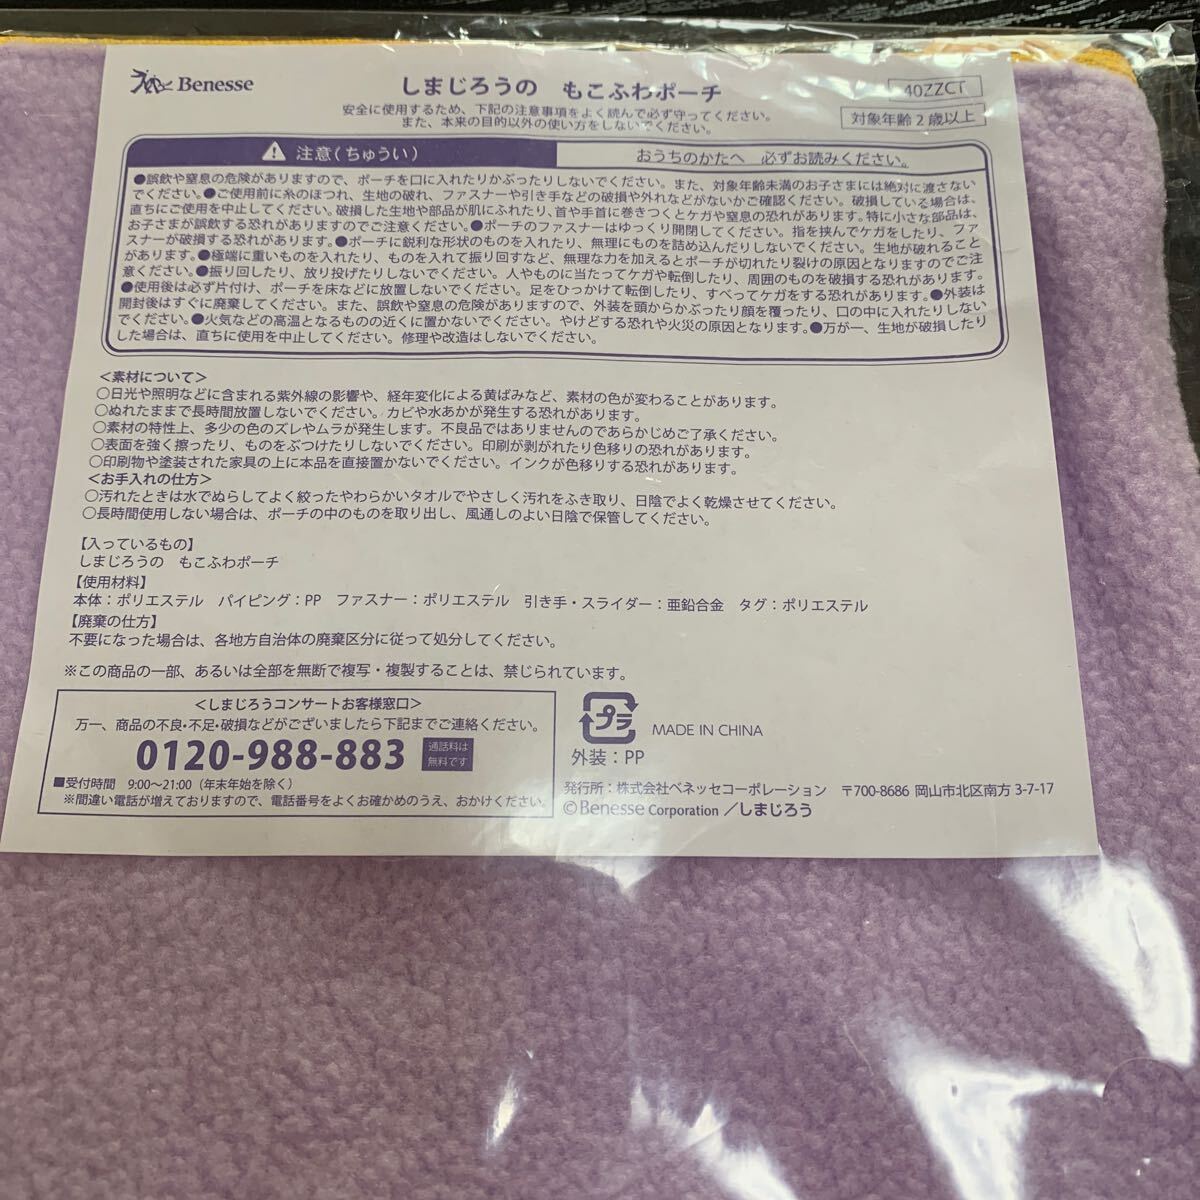 Benesse
しまじろうの もこふわポーチ
40ZZCT
安全に使用するため、下記の注意事項をよく読んで必ず守ってください。
また、本来の目的以外の使い方をしないでください。
対象年齢2歳以上
注意(ちゅうい)
おうちのかたへ 必ずお読みください。
●誤飲や窒息の危険がありますので、ポーチを口に入れたりかぶったりしないでください。また、対象年齢未満のお子さまには絶対に渡さない
でください。●ご使用前に糸のほつれ、生地の破れ、ファスナーや引き手などの破損や外れなどがないかご確認ください。破損している場合は、
直ちにご使用を中止してください。破損した生地や部品が肌にふれたり、首や手首に巻きつくとケガや窒息の恐れがあります。特に小さな部品は、
お子さまが誤飲する恐れがありますのでご注意ください。●ポーチのファスナーはゆっくり開閉してください。指を挟んでケガをしたり、ファ
スナーが破損する恐れがあります。●ポーチに鋭利な形状のものを入れたり、無理にものを詰め込んだりしないでください。生地が破れること
があります。●極端に重いものを入れたり、ものを入れて振り回すなど、無理な力を加えるとポーチが切れたり裂けの原因となりますのでご注
意ください。●振り回したり、放り投げたりしないでください。人やものに当たってケガや転倒したり、周囲のものを破損する恐れがあります。
●使用後は必ず片付け、ポーチを床などに放置しないでください。足をひっかけて転倒したり、すべってケガをする恐れがあります。●外装は
開封後はすぐに廃棄してください。また、誤飲や窒息の危険がありますので、外装を頭からかぶったり顔を覆ったり、口の中に入れたりしない
でください。●火気などの高温となるものの近くに置かないでください。やけどする恐れや火災の原因となります。●万が一、生地が破損したり
した場合は、直ちに使用を中止してください。修理や改造はしないでください。
<素材について>
○日光や照明などに含まれる紫外線の影響や、経年変化による黄ばみなど、素材の色が変わることがあります。
○ぬれたままで長時間放置しないでください。カビや水あかが発生する恐れがあります。
○素材の特性上、多少の色のズレやムラが発生します。不良品ではありませんのであらかじめご了承ください。
○表面を強く擦ったり、ものをぶつけたりしないでください。印刷が剥がれたり色移りの恐れがあります。
○印刷物や塗装された家具の上に本品を直接置かないでください。インクが色移りする恐れがあります。
<お手入れの仕方>
○汚れたときは水でぬらしてよく絞ったやわらかいタオルでやさしく汚れをふき取り、日陰でよく乾燥させてください。
○長時間使用しない場合は、ポーチの中のものを取り出し、風通しのよい日陰で保管してください。
【入っているもの】
しまじろうの もこふわポーチ
【使用材料】
本体:ポリエステル パイピング:PP ファスナー:ポリエステル 引き手・スライダー:亜鉛合金 タグ:ポリエステル
【廃棄の仕方】
不要になった場合は、各地方自治体の廃棄区分に従って処分してください。
※この商品の一部、あるいは全部を無断で複写・複製することは、禁じられています。
<しまじろうコンサートお客様窓口>
万一、商品の不良・不足・破損などがございましたら下記までご連絡ください。
0120-988-883 通話料は
無料です
■受付時間 9:00～21:00(年末年始を除く)
※間違い電話が増えておりますので、電話番号をよくお確かめのうえ、おかけください。
プラ
MADE IN CHINA
外装:PP
発行所:株式会社ベネッセコーポレーション 〒700-8686 岡山市北区南方3-7-17
©Benesse Corporation／しまじろう